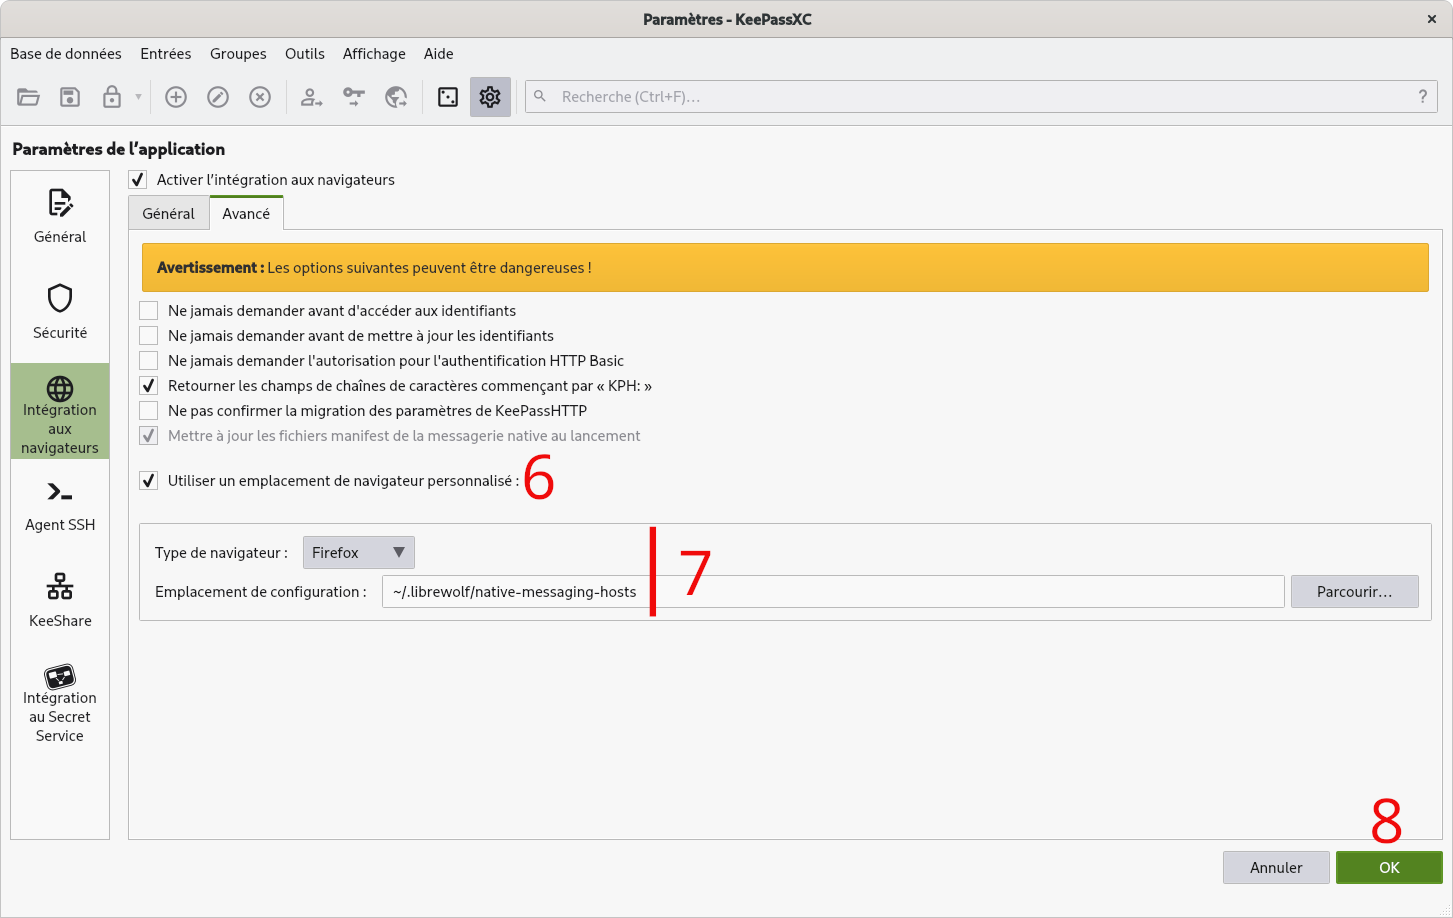 Paramètres - KeePassXC
Base de données Entrées Groupes Outils Affichage Aide
Recherche (Ctrl+F)... ?
Paramètres de l’application
Général
Sécurité
Intégration
aux
navigateurs
Agent SSH
KeeShare
Intégration
au Secret
Service
Activer l’intégration aux navigateurs
Général Avancé
Avertissement : Les options suivantes peuvent être dangereuses !
Ne jamais demander avant d'accéder aux identifiants
Ne jamais demander avant de mettre à jour les identifiants
Ne jamais demander l'autorisation pour l'authentification HTTP Basic
Retourner les champs de chaînes de caractères commençant par « KPH: »
Ne pas confirmer la migration des paramètres de KeePassHTTP
Mettre à jour les fichiers manifest de la messagerie native au lancement
Utiliser un emplacement de navigateur personnalisé : 6
Type de navigateur : Firefox
7
Emplacement de configuration : ~/.librewolf/native-messaging-hosts Parcourir...
8
Annuler OK